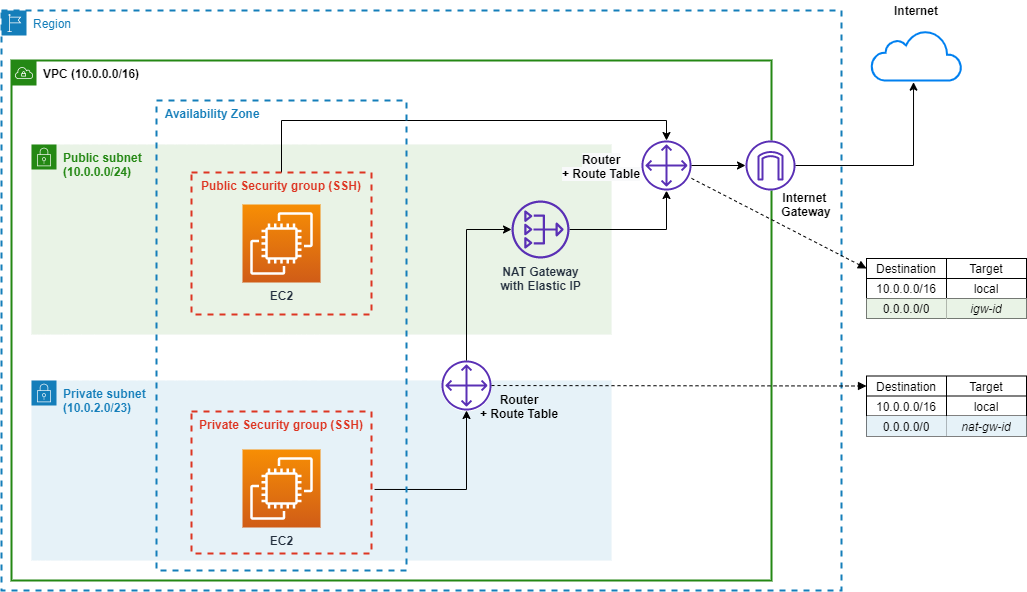 Internet
Region
VPC (10.0.0.0/16)
Availability Zone
Public subnet
(10.0.0.0/24)
Public Security group (SSH)
EC2
Router
+ Route Table
Internet
Gateway
NAT Gateway
with Elastic IP
Destination Target
10.0.0.0/16 local
0.0.0.0/0 igw-id
Private subnet
(10.0.2.0/23)
Private Security group (SSH)
EC2
Router
+ Route Table
Destination Target
10.0.0.0/16 local
0.0.0.0/0 nat-gw-id